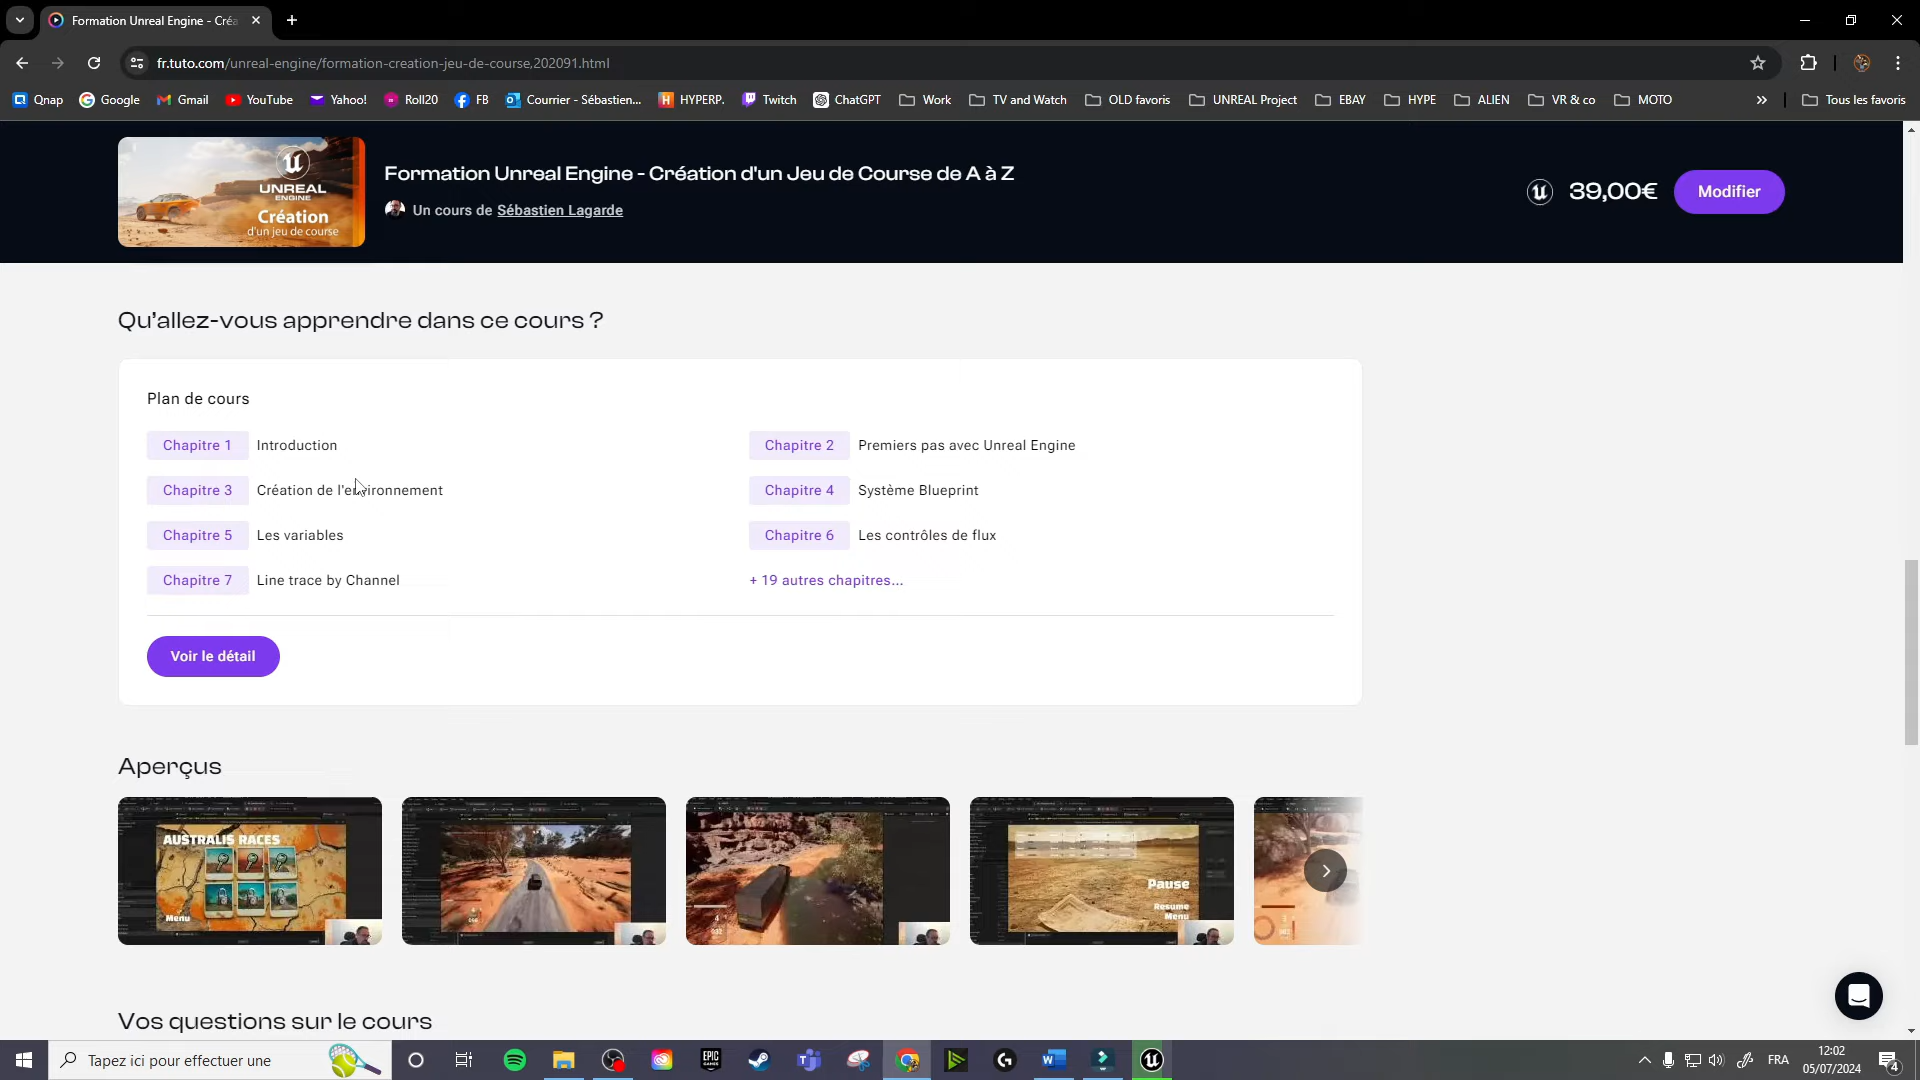 Formation Unreal Engine - Créa
fr.tuto.com/unreal-engine/formation-creation-jeu-de-course,202091.html
Qnap Google Gmail YouTube Yahoo! Roll20 FB Courrier - Sébastien... HYPERP. Twitch ChatGPT Work TV and Watch OLD favoris UNREAL Project EBAY HYPE ALIEN VR & co MOTO » Tous les favoris
UNREAL
ENGINE
Création
d'un jeu de course
Formation Unreal Engine - Création d'un Jeu de Course de A à Z
Un cours de Sébastien Lagarde
39,00€
Modifier
Qu'allez-vous apprendre dans ce cours ?
Plan de cours
Chapitre 1 Introduction
Chapitre 2 Premiers pas avec Unreal Engine
Chapitre 3 Création de l'environnement
Chapitre 4 Système Blueprint
Chapitre 5 Les variables
Chapitre 6 Les contrôles de flux
Chapitre 7 Line trace by Channel
+ 19 autres chapitres...
Voir le détail
Aperçus
AUSTRALIS RACES
Menu
Pause
Resume
Menu
Vos questions sur le cours
Tapez ici pour effectuer une
EPIC
GAMES
FRA
12:02
05/07/2024
4